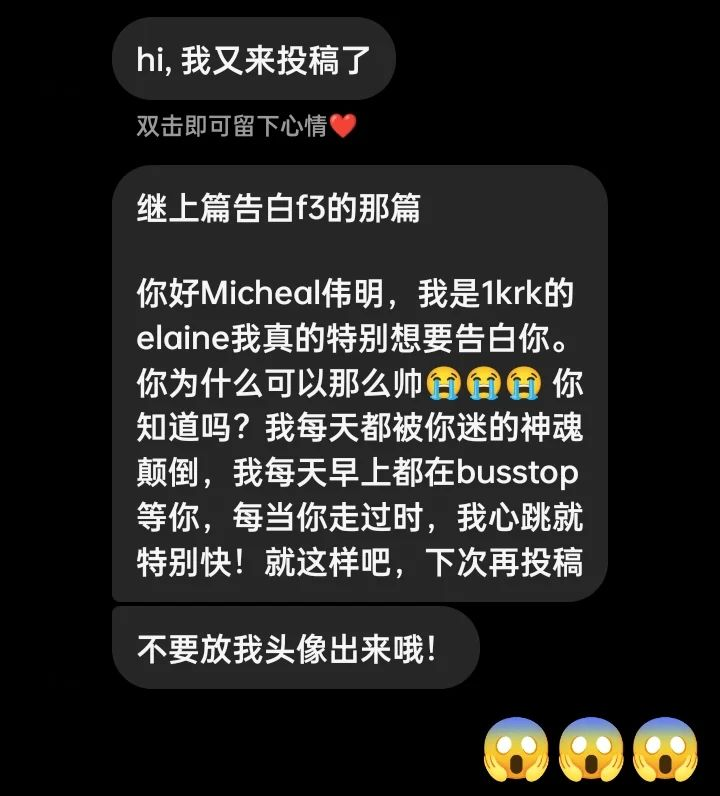 hi, 我又来投稿了
双击即可留下心情❤️
继上篇告白f3的那篇
你好Micheal伟明，我是1krk的
elaine我真的特别想要告白你。
你为什么可以那么帅😭😭😭 你
知道吗？我每天都被你迷的神魂
颠倒，我每天早上都在busstop
等你，每当你走过时，我心跳就
特别快！就这样吧，下次再投稿
不要放我头像出来哦！
😱😱😱